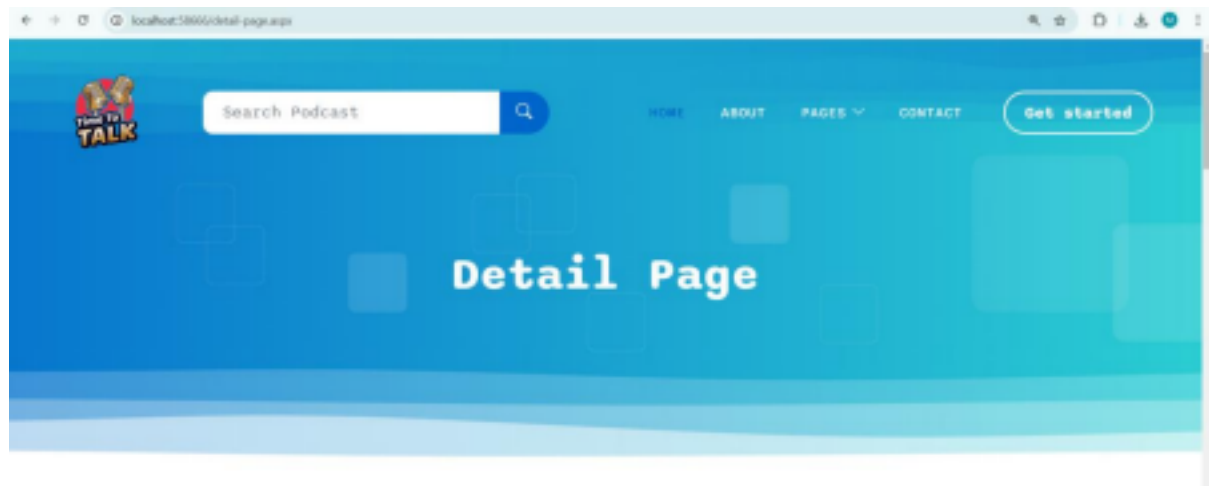 localhost:58666/detail-page.aspx
Time To
TALK
Search Podcast
HOME ABOUT PAGES CONTACT Get started
Detail Page